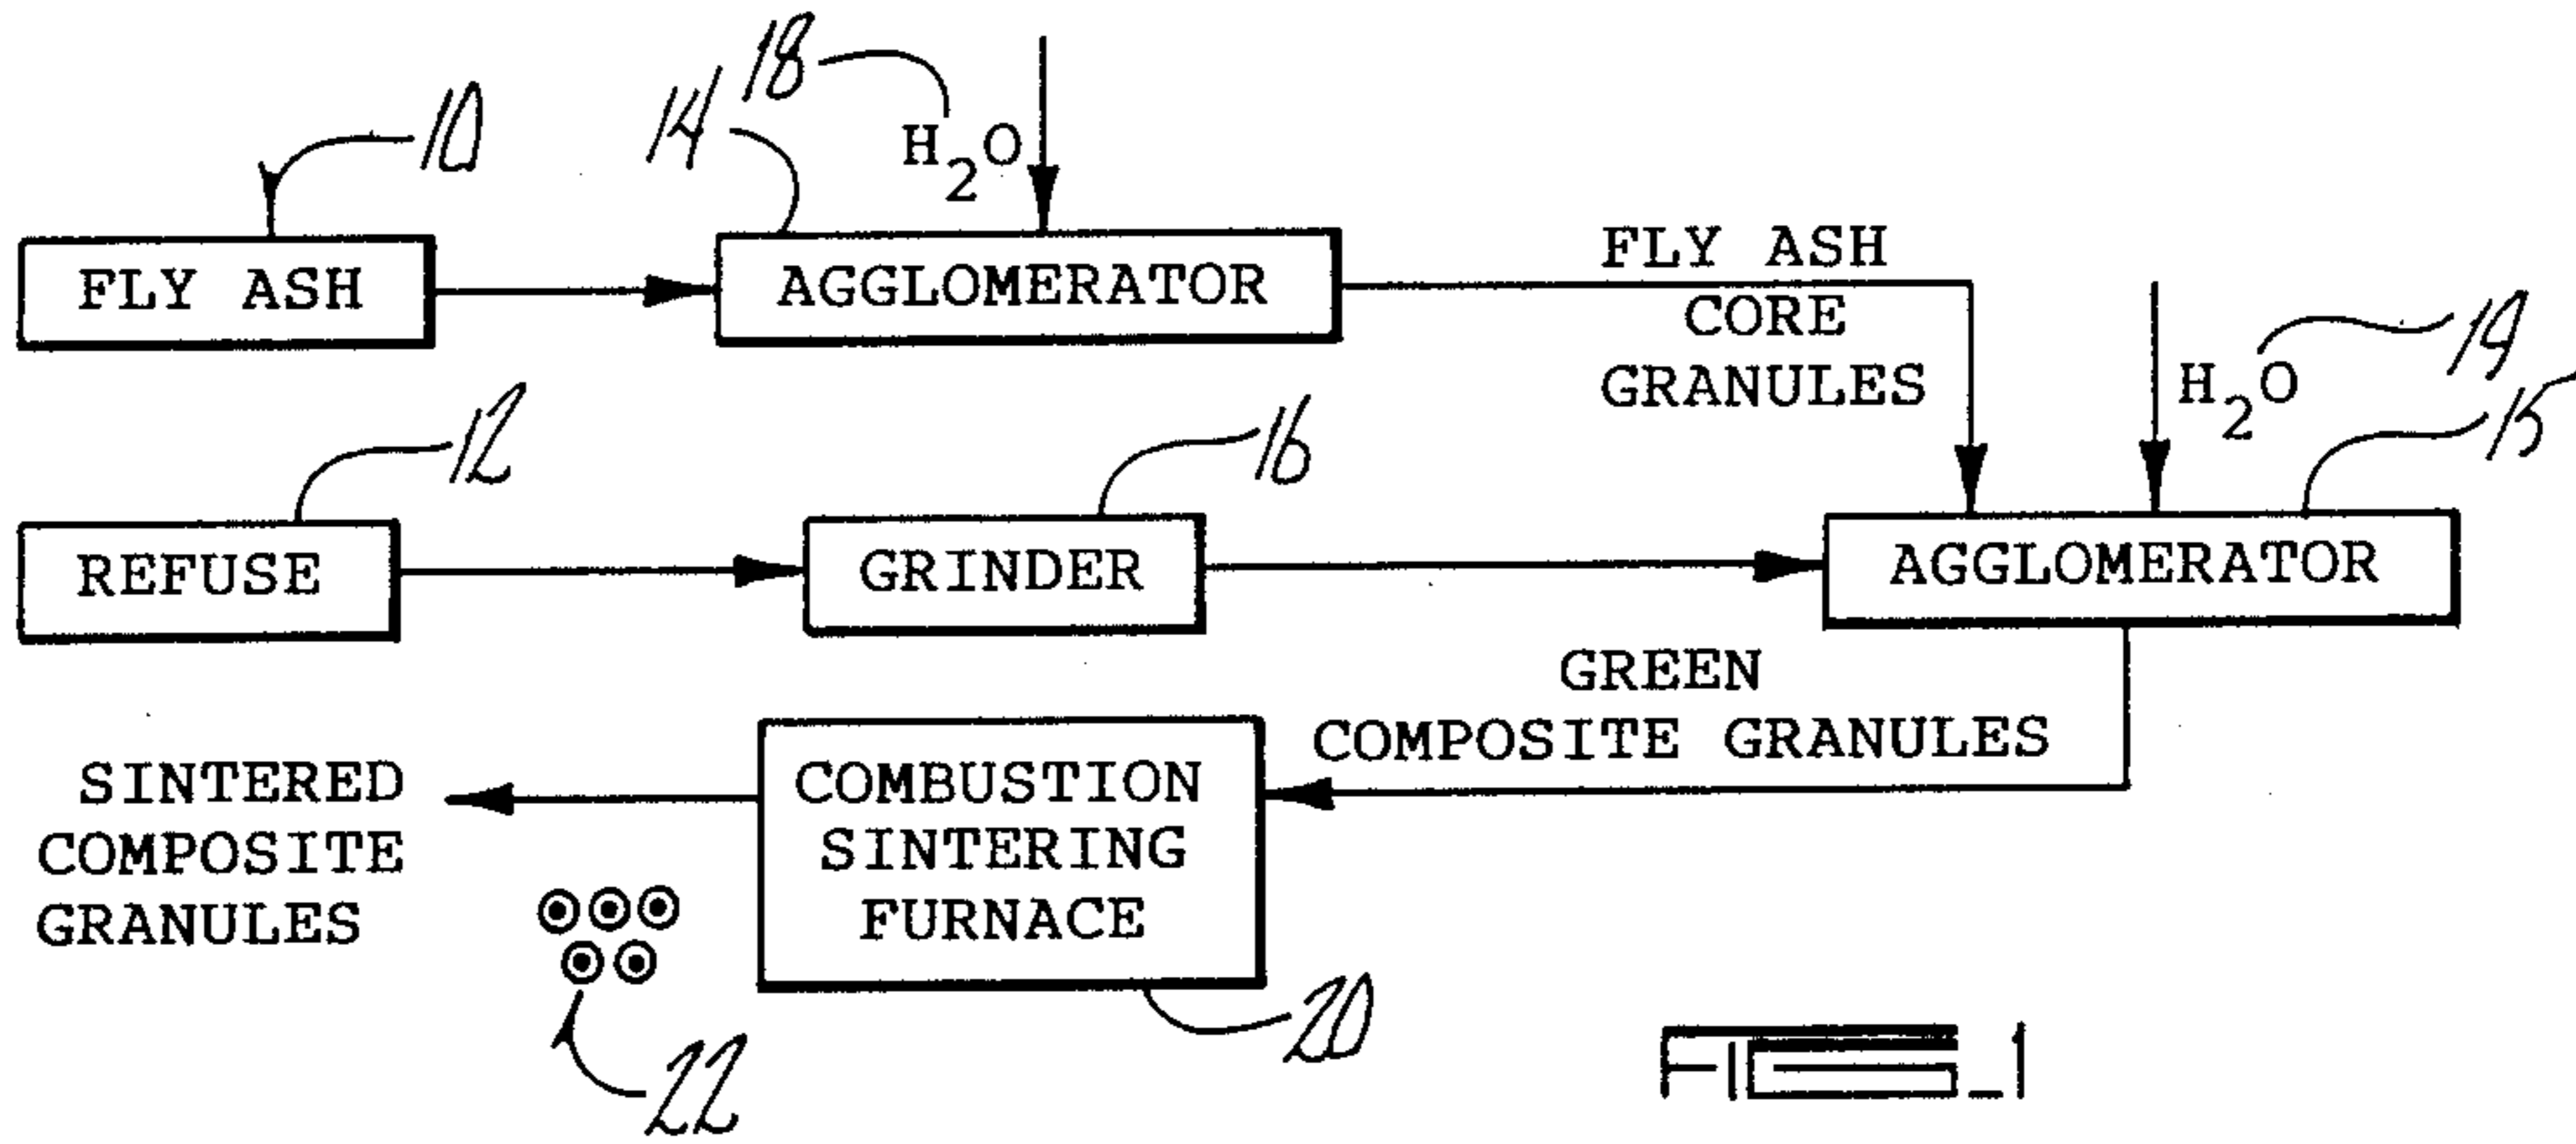 10
14
18
H2O
FLY ASH
AGGLOMERATOR
FLY ASH
CORE
GRANULES
H2O
19
15
12
16
REFUSE
GRINDER
AGGLOMERATOR
GREEN
COMPOSITE GRANULES
COMBUSTION
SINTERING
FURNACE
SINTERED
COMPOSITE
GRANULES
22
20
FIG_1